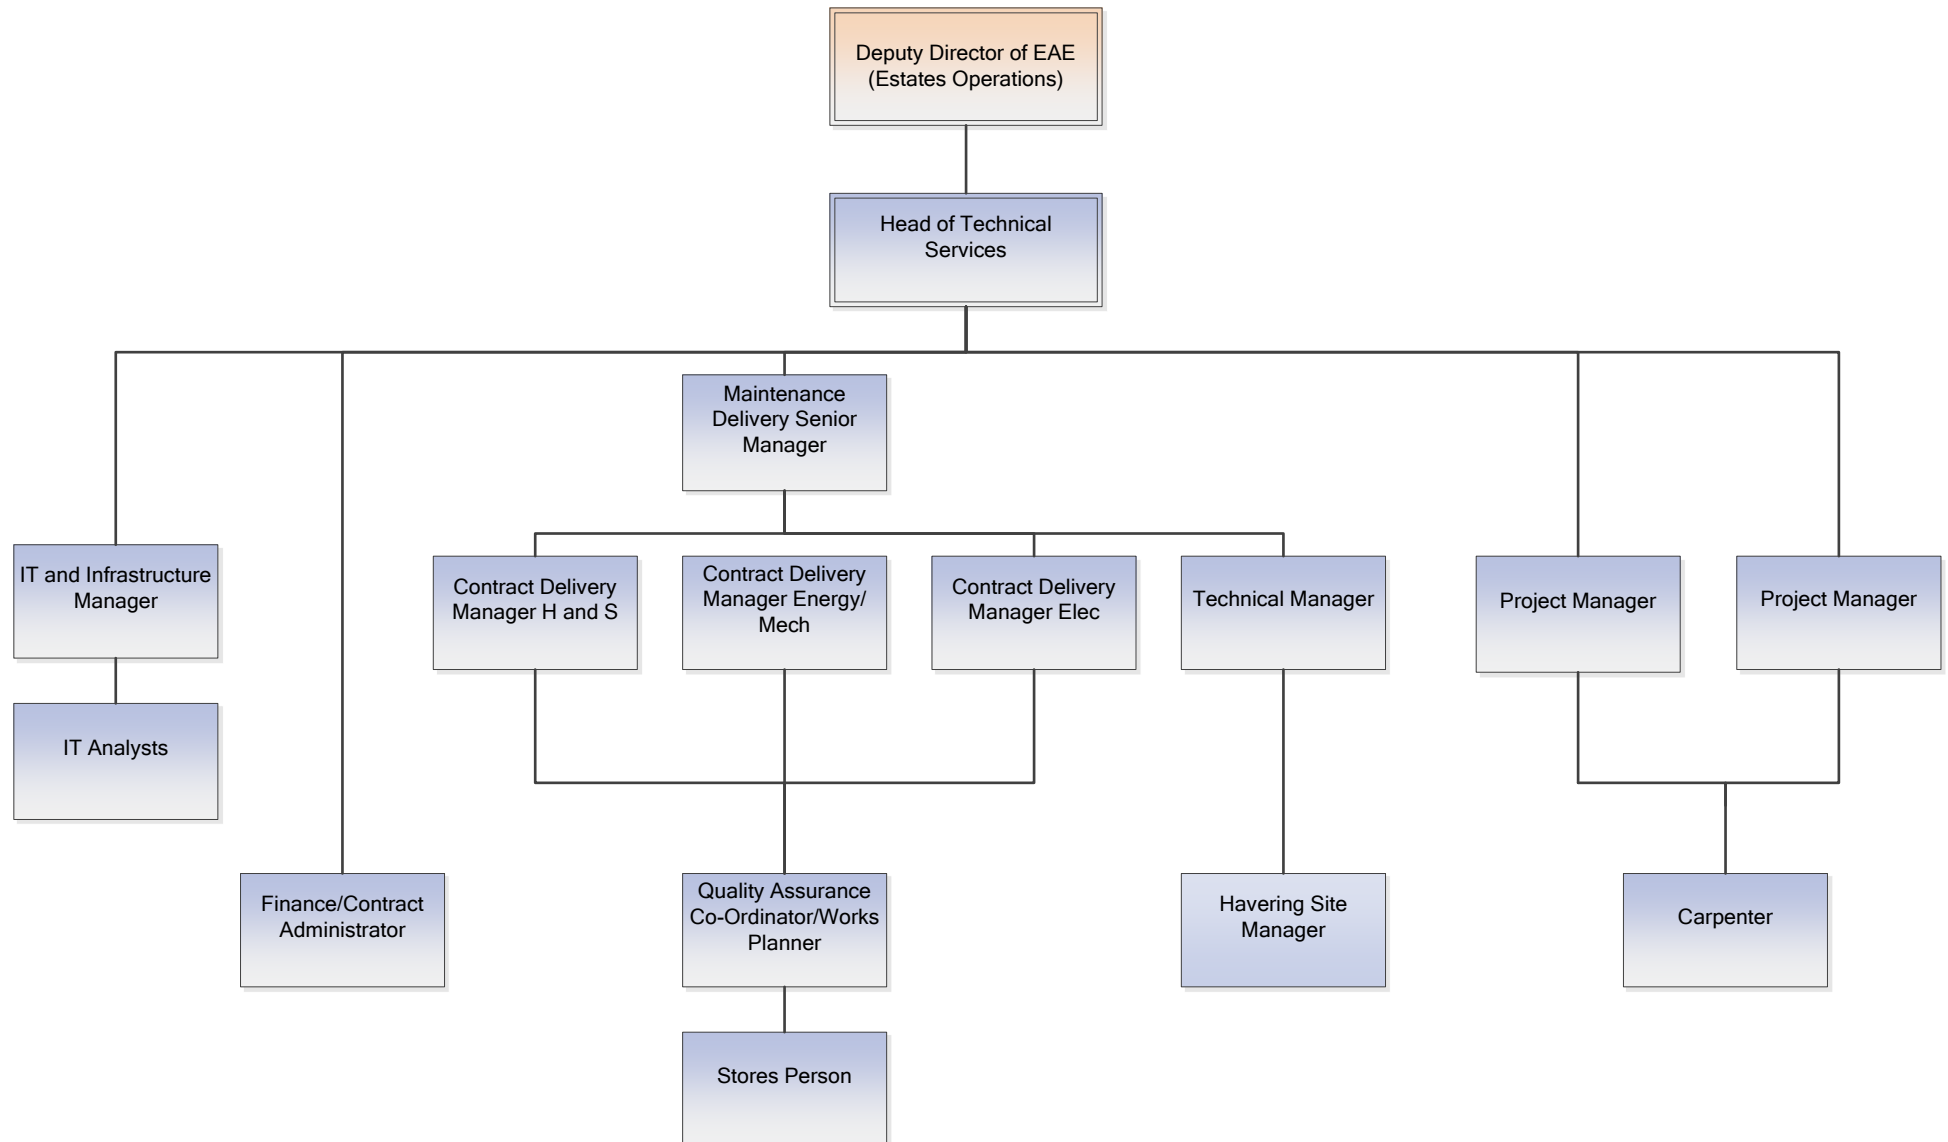 Deputy Director of EAE
(Estates Operations)
Head of Technical
Services
Maintenance
Delivery Senior
Manager
IT and Infrastructure
Manager
Contract Delivery
Manager H and S
Contract Delivery
Manager Energy/
Mech
Contract Delivery
Manager Elec
Technical Manager
Project Manager
Project Manager
IT Analysts
Finance/Contract
Administrator
Quality Assurance
Co-Ordinator/Works
Planner
Havering Site
Manager
Carpenter
Stores Person